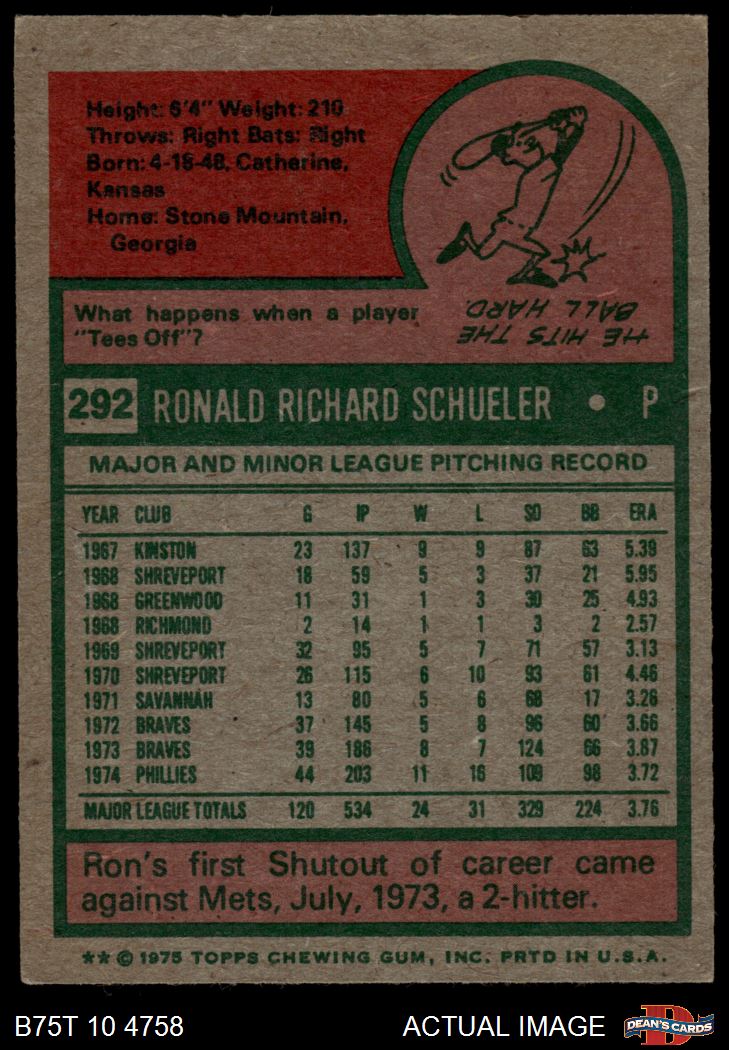 Height: 6'4" Weight: 210
Throws: Right Bats: Right
Born: 4-18-48, Catherine,
Kansas
Home: Stone Mountain,
Georgia
What happens when a player
"Tees Off"?
HE HITS THE
BALL HARD.
292 RONALD RICHARD SCHUELER • P
MAJOR AND MINOR LEAGUE PITCHING RECORD
YEAR CLUB G IP W L SO BB ERA
1967 KINSTON 23 137 9 9 87 63 5.39
1968 SHREVEPORT 18 59 5 3 37 21 5.95
1968 GREENWOOD 11 31 1 3 30 25 4.93
1968 RICHMOND 2 14 1 1 3 2 2.57
1969 SHREVEPORT 32 95 5 7 71 57 3.13
1970 SHREVEPORT 26 115 6 10 93 61 4.46
1971 SAVANNAH 13 80 5 6 68 17 3.26
1972 BRAVES 37 145 5 8 96 60 3.66
1973 BRAVES 39 186 8 7 124 66 3.87
1974 PHILLIES 44 203 11 16 109 98 3.72
MAJOR LEAGUE TOTALS 120 534 24 31 329 224 3.76
Ron's first Shutout of career came
against Mets, July, 1973, a 2-hitter.
** © 1975 TOPPS CHEWING GUM, INC. PRTD IN U.S.A.
B75T 10 4758 ACTUAL IMAGE DEAN'S CARDS